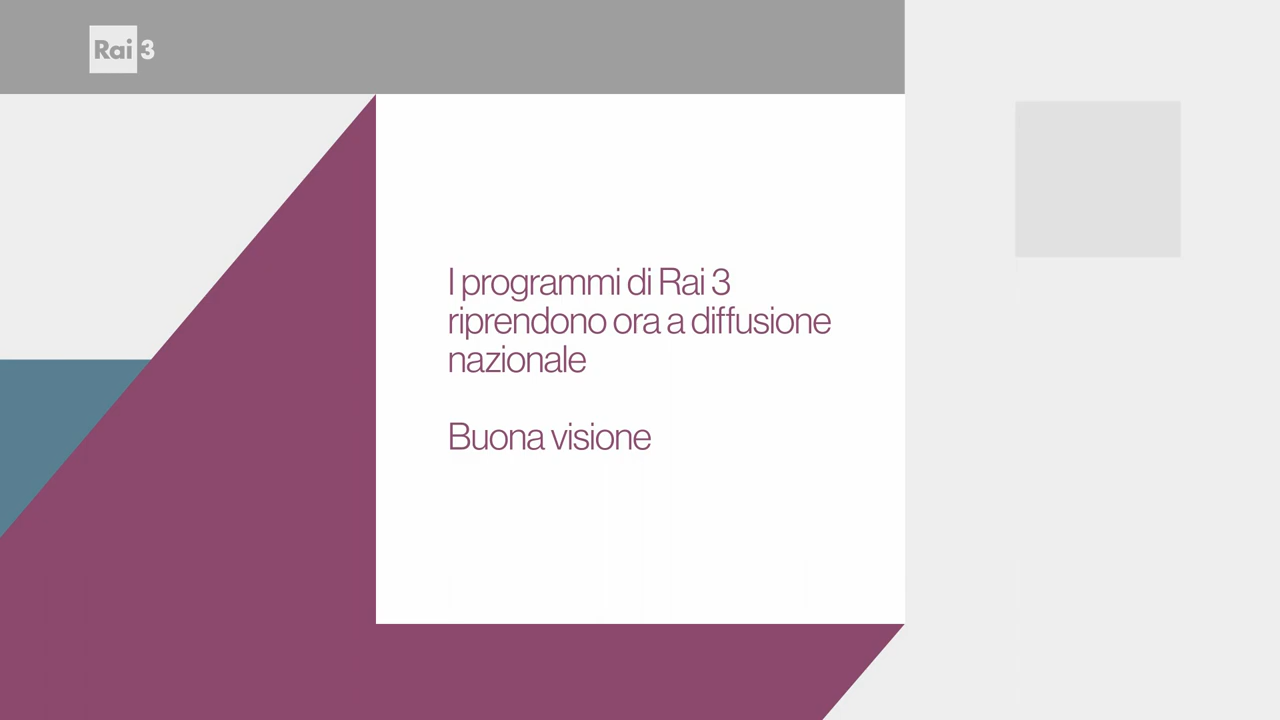 Rai 3
I programmi di Rai 3
riprendono ora a diffusione
nazionale
Buona visione